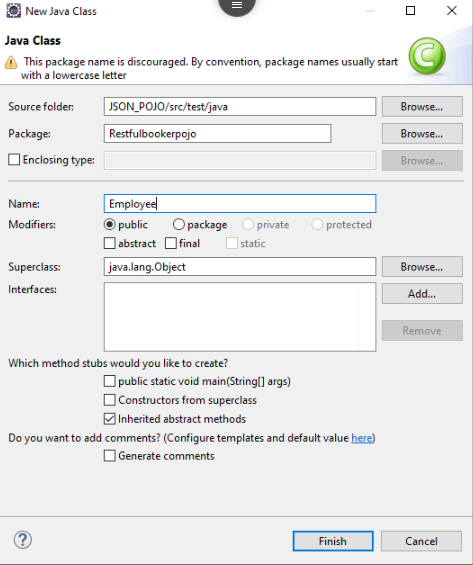 New Java Class
Java Class
This package name is discouraged. By convention, package names usually start
with a lowercase letter
Source folder: JSON_POJO/src/test/java Browse...
Package: Restfulbookerpojo Browse...
Enclosing type: Browse...
Name: Employee
Modifiers: public package private protected
abstract final static
Superclass: java.lang.Object Browse...
Interfaces: Add...
Remove
Which method stubs would you like to create?
public static void main(String[] args)
Constructors from superclass
Inherited abstract methods
Do you want to add comments? (Configure templates and default value here)
Generate comments
? Finish Cancel